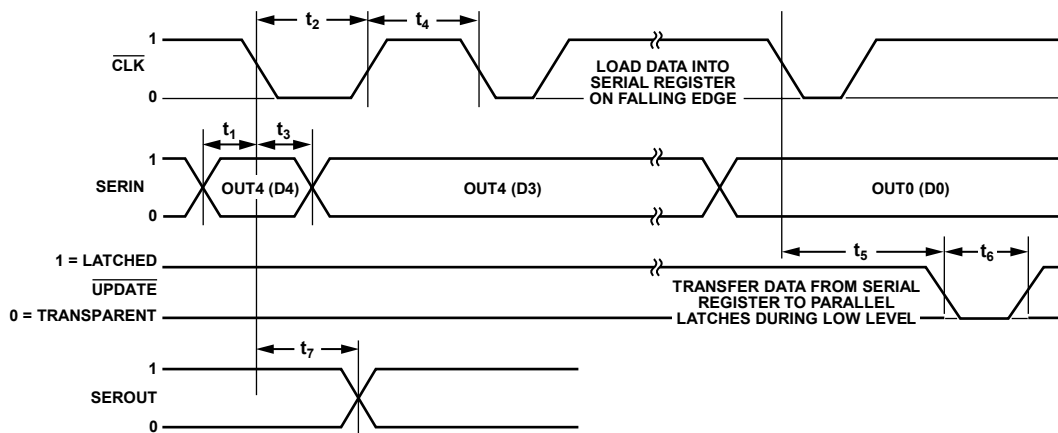 t2
t4
1
CLK
0
LOAD DATA INTO
SERIAL REGISTER
ON FALLING EDGE
t1
t3
1
SERIN
0
OUT4 (D4)
OUT4 (D3)
OUT0 (D0)
t5
t6
1 = LATCHED
UPDATE
0 = TRANSPARENT
TRANSFER DATA FROM SERIAL
REGISTER TO PARALLEL
LATCHES DURING LOW LEVEL
t7
1
SEROUT
0